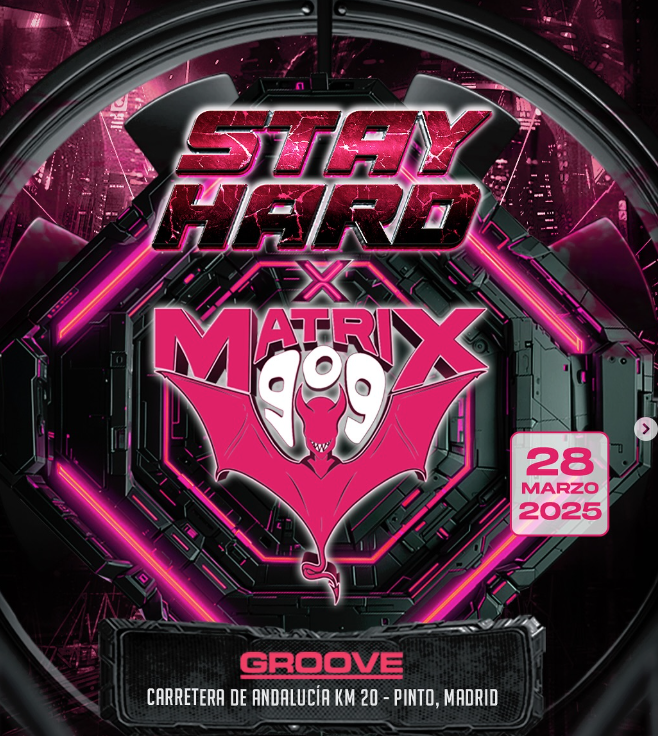 STAY
HARD
X
MATRIX
909
28
MARZO
2025
GROOVE
CARRETERA DE ANDALUCÍA KM 20 - PINTO, MADRID